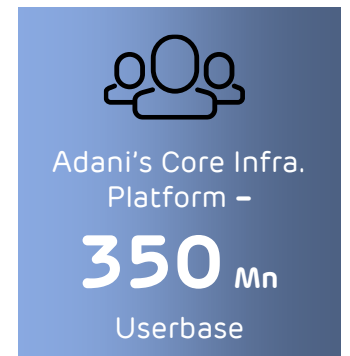 Adani's Core Infra.
Platform –
350 Mn
Userbase